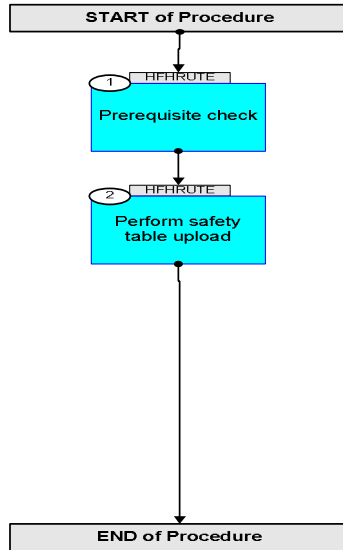 START of Procedure
HFHRUTE
1
Prerequisite check
HFHRUTE
2
Perform safety
table upload
END of Procedure